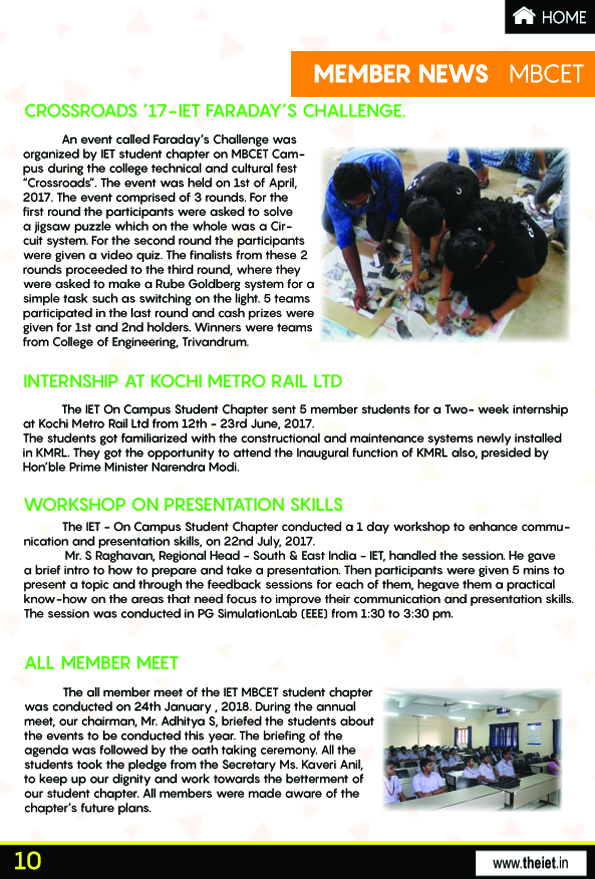 HOME
MEMBER NEWS MBCET
CROSSROADS ‘17-IET FARADAY’S CHALLENGE.
An event called Faraday’s Challenge was
organized by IET student chapter on MBCET Cam-
pus during the college technical and cultural fest
“Crossroads”. The event was held on 1st of April,
2017. The event comprised of 3 rounds. For the
first round the participants were asked to solve
a jigsaw puzzle which on the whole was a Cir-
cuit system. For the second round the participants
were given a video quiz. The finalists from these 2
rounds proceeded to the third round, where they
were asked to make a Rube Goldberg system for a
simple task such as switching on the light. 5 teams
participated in the last round and cash prizes were
given for 1st and 2nd holders. Winners were teams
from College of Engineering, Trivandrum.
INTERNSHIP AT KOCHI METRO RAIL LTD
The IET On Campus Student Chapter sent 5 member students for a Two- week internship
at Kochi Metro Rail Ltd from 12th - 23rd June, 2017.
The students got familiarized with the constructional and maintenance systems newly installed
in KMRL. They got the opportunity to attend the Inaugural function of KMRL also, presided by
Hon’ble Prime Minister Narendra Modi.
WORKSHOP ON PRESENTATION SKILLS
The IET - On Campus Student Chapter conducted a 1 day workshop to enhance commu-
nication and presentation skills, on 22nd July, 2017.
Mr. S Raghavan, Regional Head - South & East India - IET, handled the session. He gave
a brief intro to how to prepare and take a presentation. Then participants were given 5 mins to
present a topic and through the feedback sessions for each of them, hegave them a practical
know-how on the areas that need focus to improve their communication and presentation skills.
The session was conducted in PG SimulationLab (EEE) from 1:30 to 3:30 pm.
ALL MEMBER MEET
The all member meet of the IET MBCET student chapter
was conducted on 24th January , 2018. During the annual
meet, our chairman, Mr. Adhitya S, briefed the students about
the events to be conducted this year. The briefing of the
agenda was followed by the oath taking ceremony. All the
students took the pledge from the Secretary Ms. Kaveri Anil,
to keep up our dignity and work towards the betterment of
our student chapter. All members were made aware of the
chapter’s future plans.
10
www.theiet.in